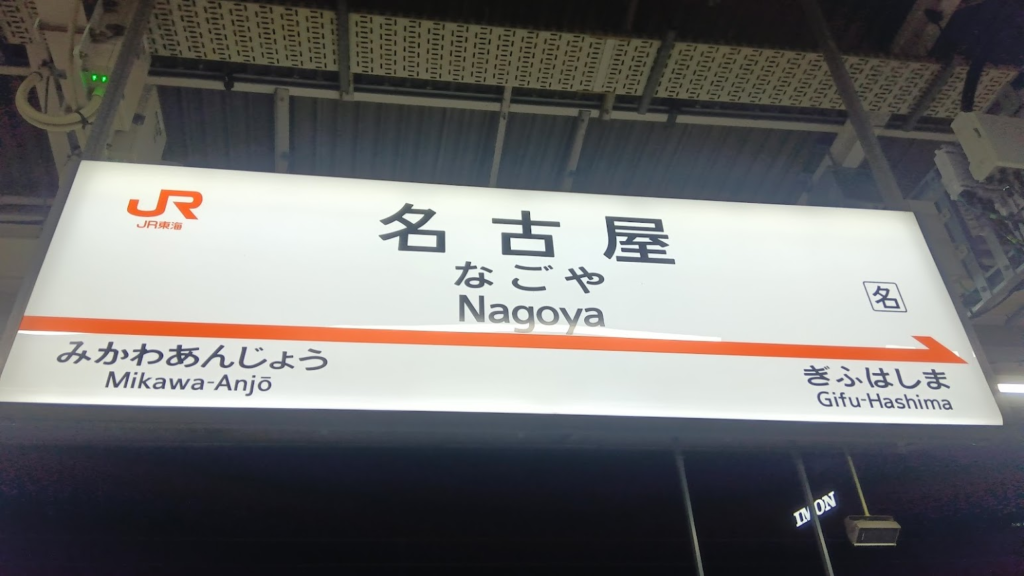 JR
JR東海
名古屋
なごや
Nagoya
名
みかわあんじょう
Mikawa-Anjō
ぎふはしま
Gifu-Hashima